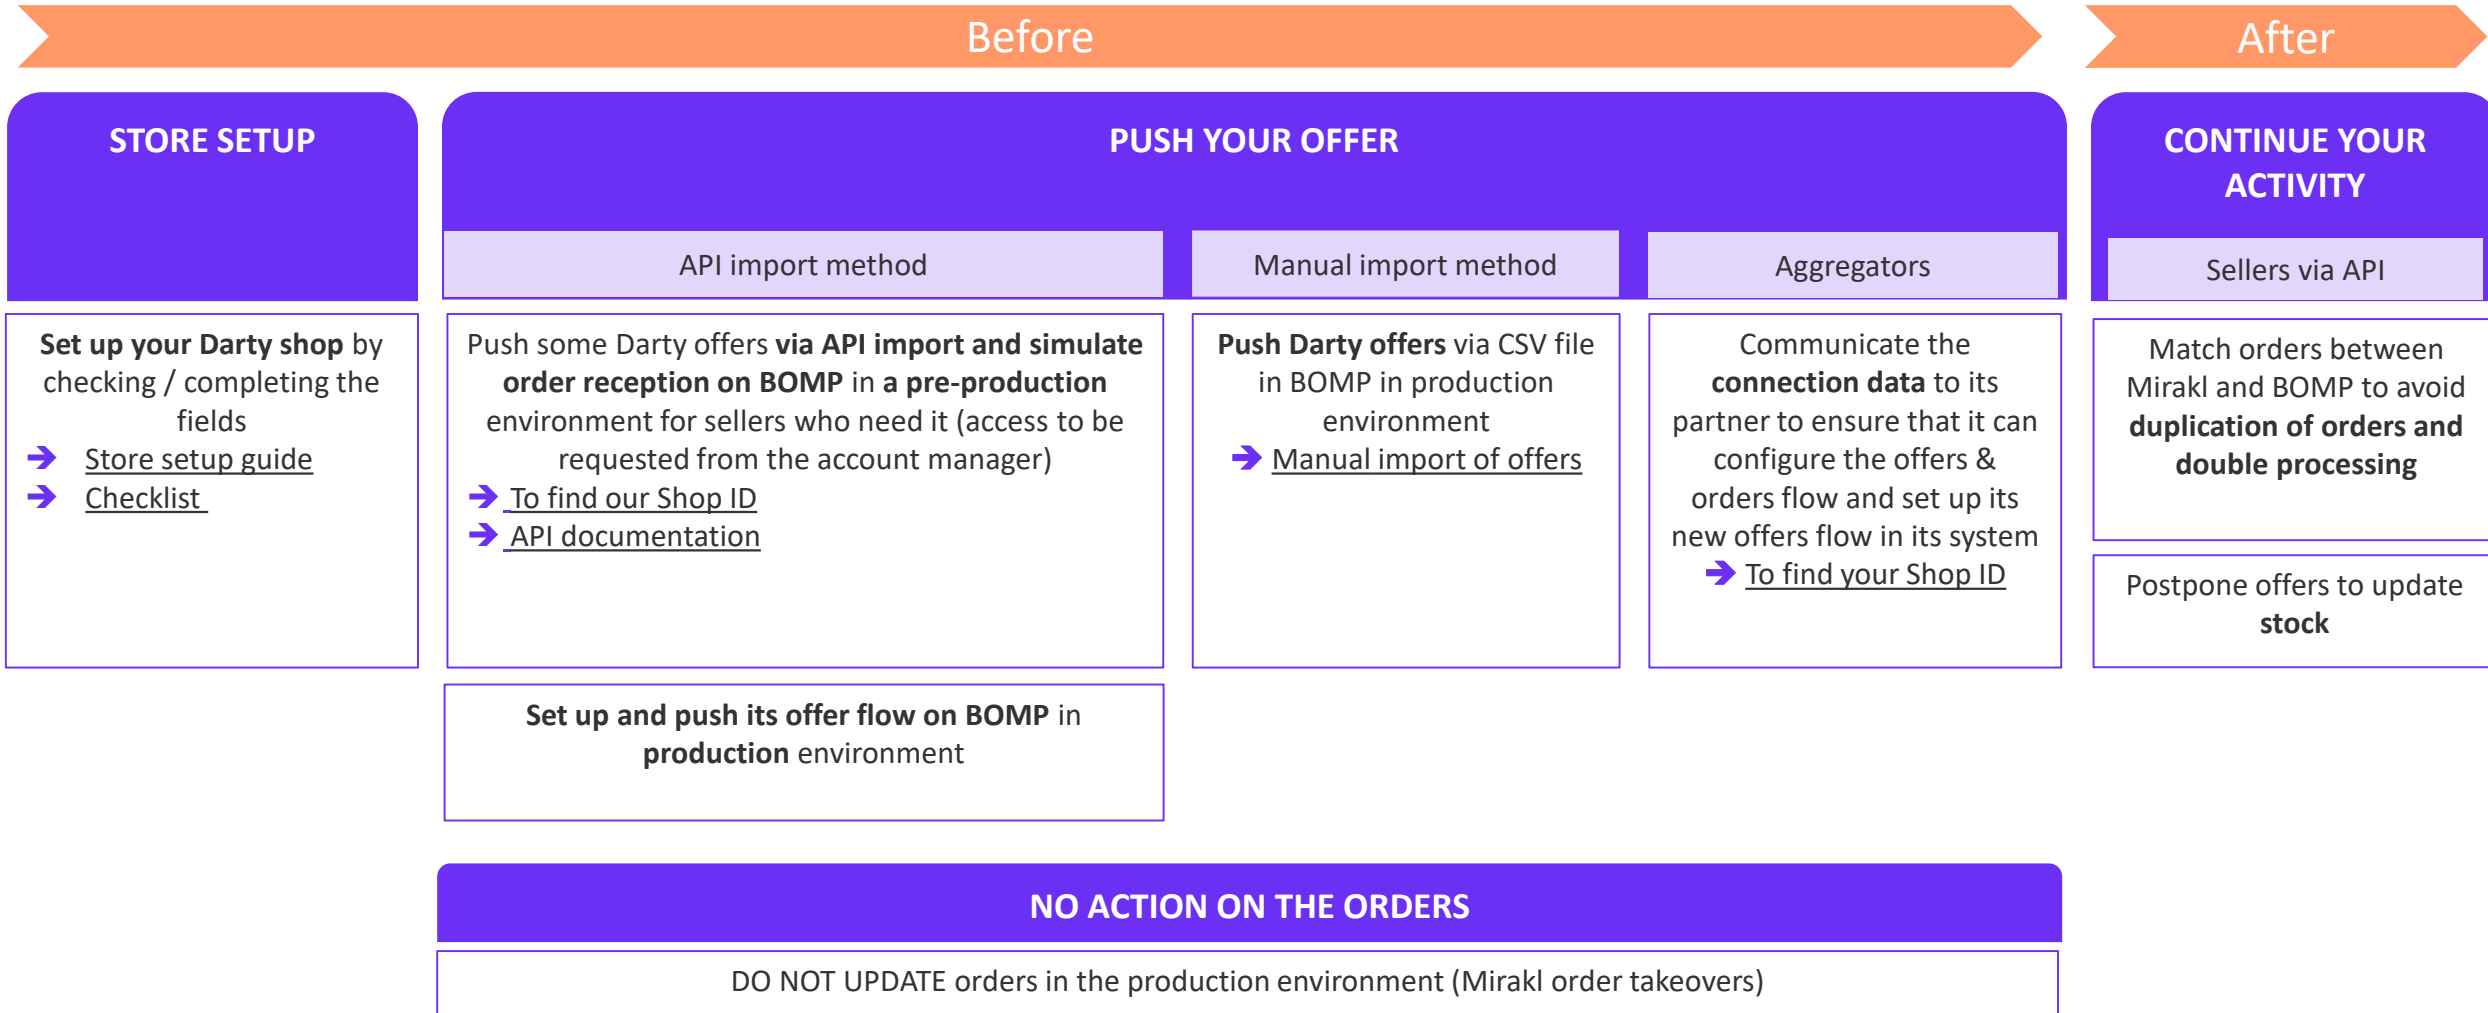 Before
After
STORE SETUP
PUSH YOUR OFFER
API import method
Manual import method
Aggregators
CONTINUE YOUR
ACTIVITY
Sellers via API
Set up your Darty shop by
checking / completing the
fields
➔ Store setup guide
➔ Checklist
Push some Darty offers via API import and simulate
order reception on BOMP in a pre-production
environment for sellers who need it (access to be
requested from the account manager)
➔ To find our Shop ID
➔ API documentation
Set up and push its offer flow on BOMP in
production environment
Push Darty offers via CSV file
in BOMP in production
environment
➔ Manual import of offers
Communicate the
connection data to its
partner to ensure that it can
configure the offers &
orders flow and set up its
new offers flow in its system
➔ To find your Shop ID
Match orders between
Mirakl and BOMP to avoid
duplication of orders and
double processing
Postpone offers to update
stock
NO ACTION ON THE ORDERS
DO NOT UPDATE orders in the production environment (Mirakl order takeovers)